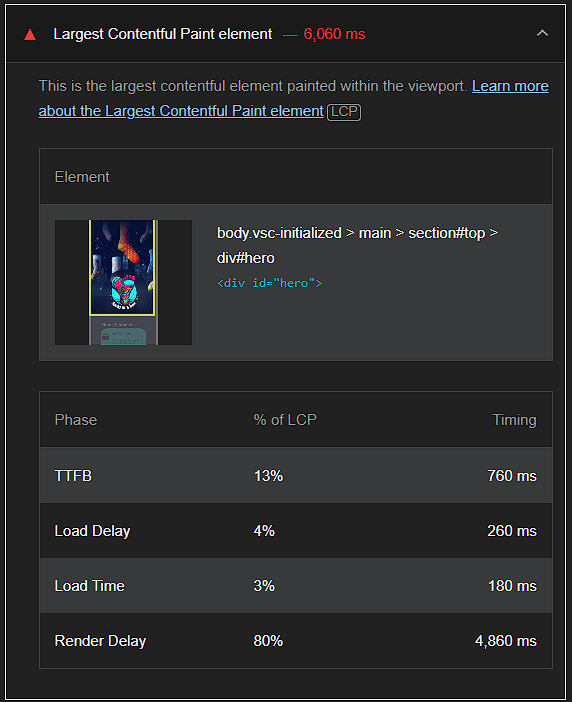 Largest Contentful Paint element — 6,060 ms
This is the largest contentful element painted within the viewport. Learn more
about the Largest Contentful Paint element LCP
Element
body.vsc-initialized > main > section#top >
div#hero
<div id="hero">
Phase % of LCP Timing
TTFB 13% 760 ms
Load Delay 4% 260 ms
Load Time 3% 180 ms
Render Delay 80% 4,860 ms